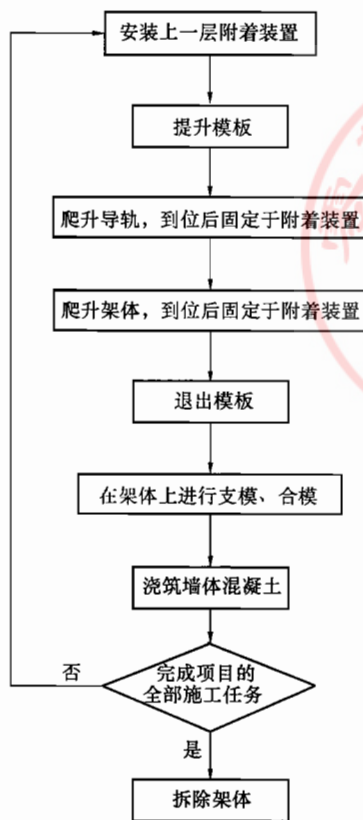 安装上一层附着装置
提升模板
爬升导轨，到位后固定于附着装置
爬升架体，到位后固定于附着装置
退出模板
在架体上进行支模、合模
浇筑墙体混凝土
完成项目的
全部施工任务
否
是
拆除架体